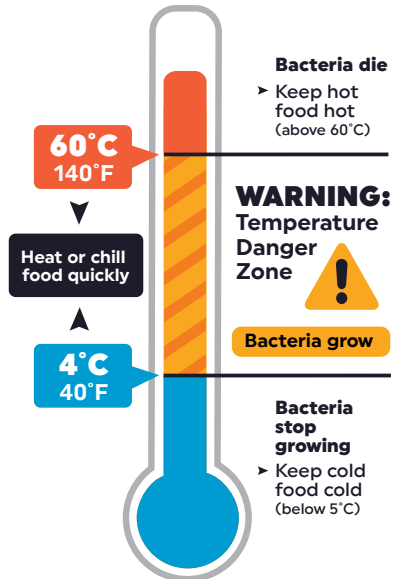 Bacteria die
➤ Keep hot
food hot
(above 60°C)
60°C
140°F
WARNING:
Temperature
Danger
Zone
!
Heat or chill
food quickly
Bacteria grow
4°C
40°F
Bacteria
stop
growing
➤ Keep cold
food cold
(below 5°C)